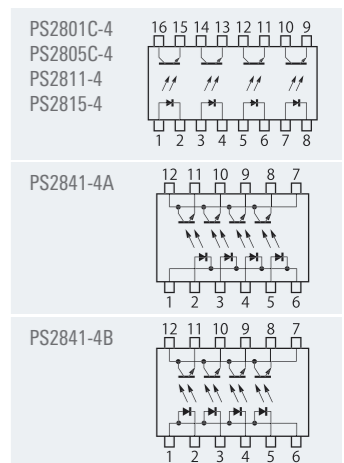 PS2801C-4
PS2805C-4
PS2811-4
PS2815-4
16 15 14 13 12 11 10 9
1 2 3 4 5 6 7 8
PS2841-4A
12 11 10 9 8 7
1 2 3 4 5 6
PS2841-4B
12 11 10 9 8 7
1 2 3 4 5 6